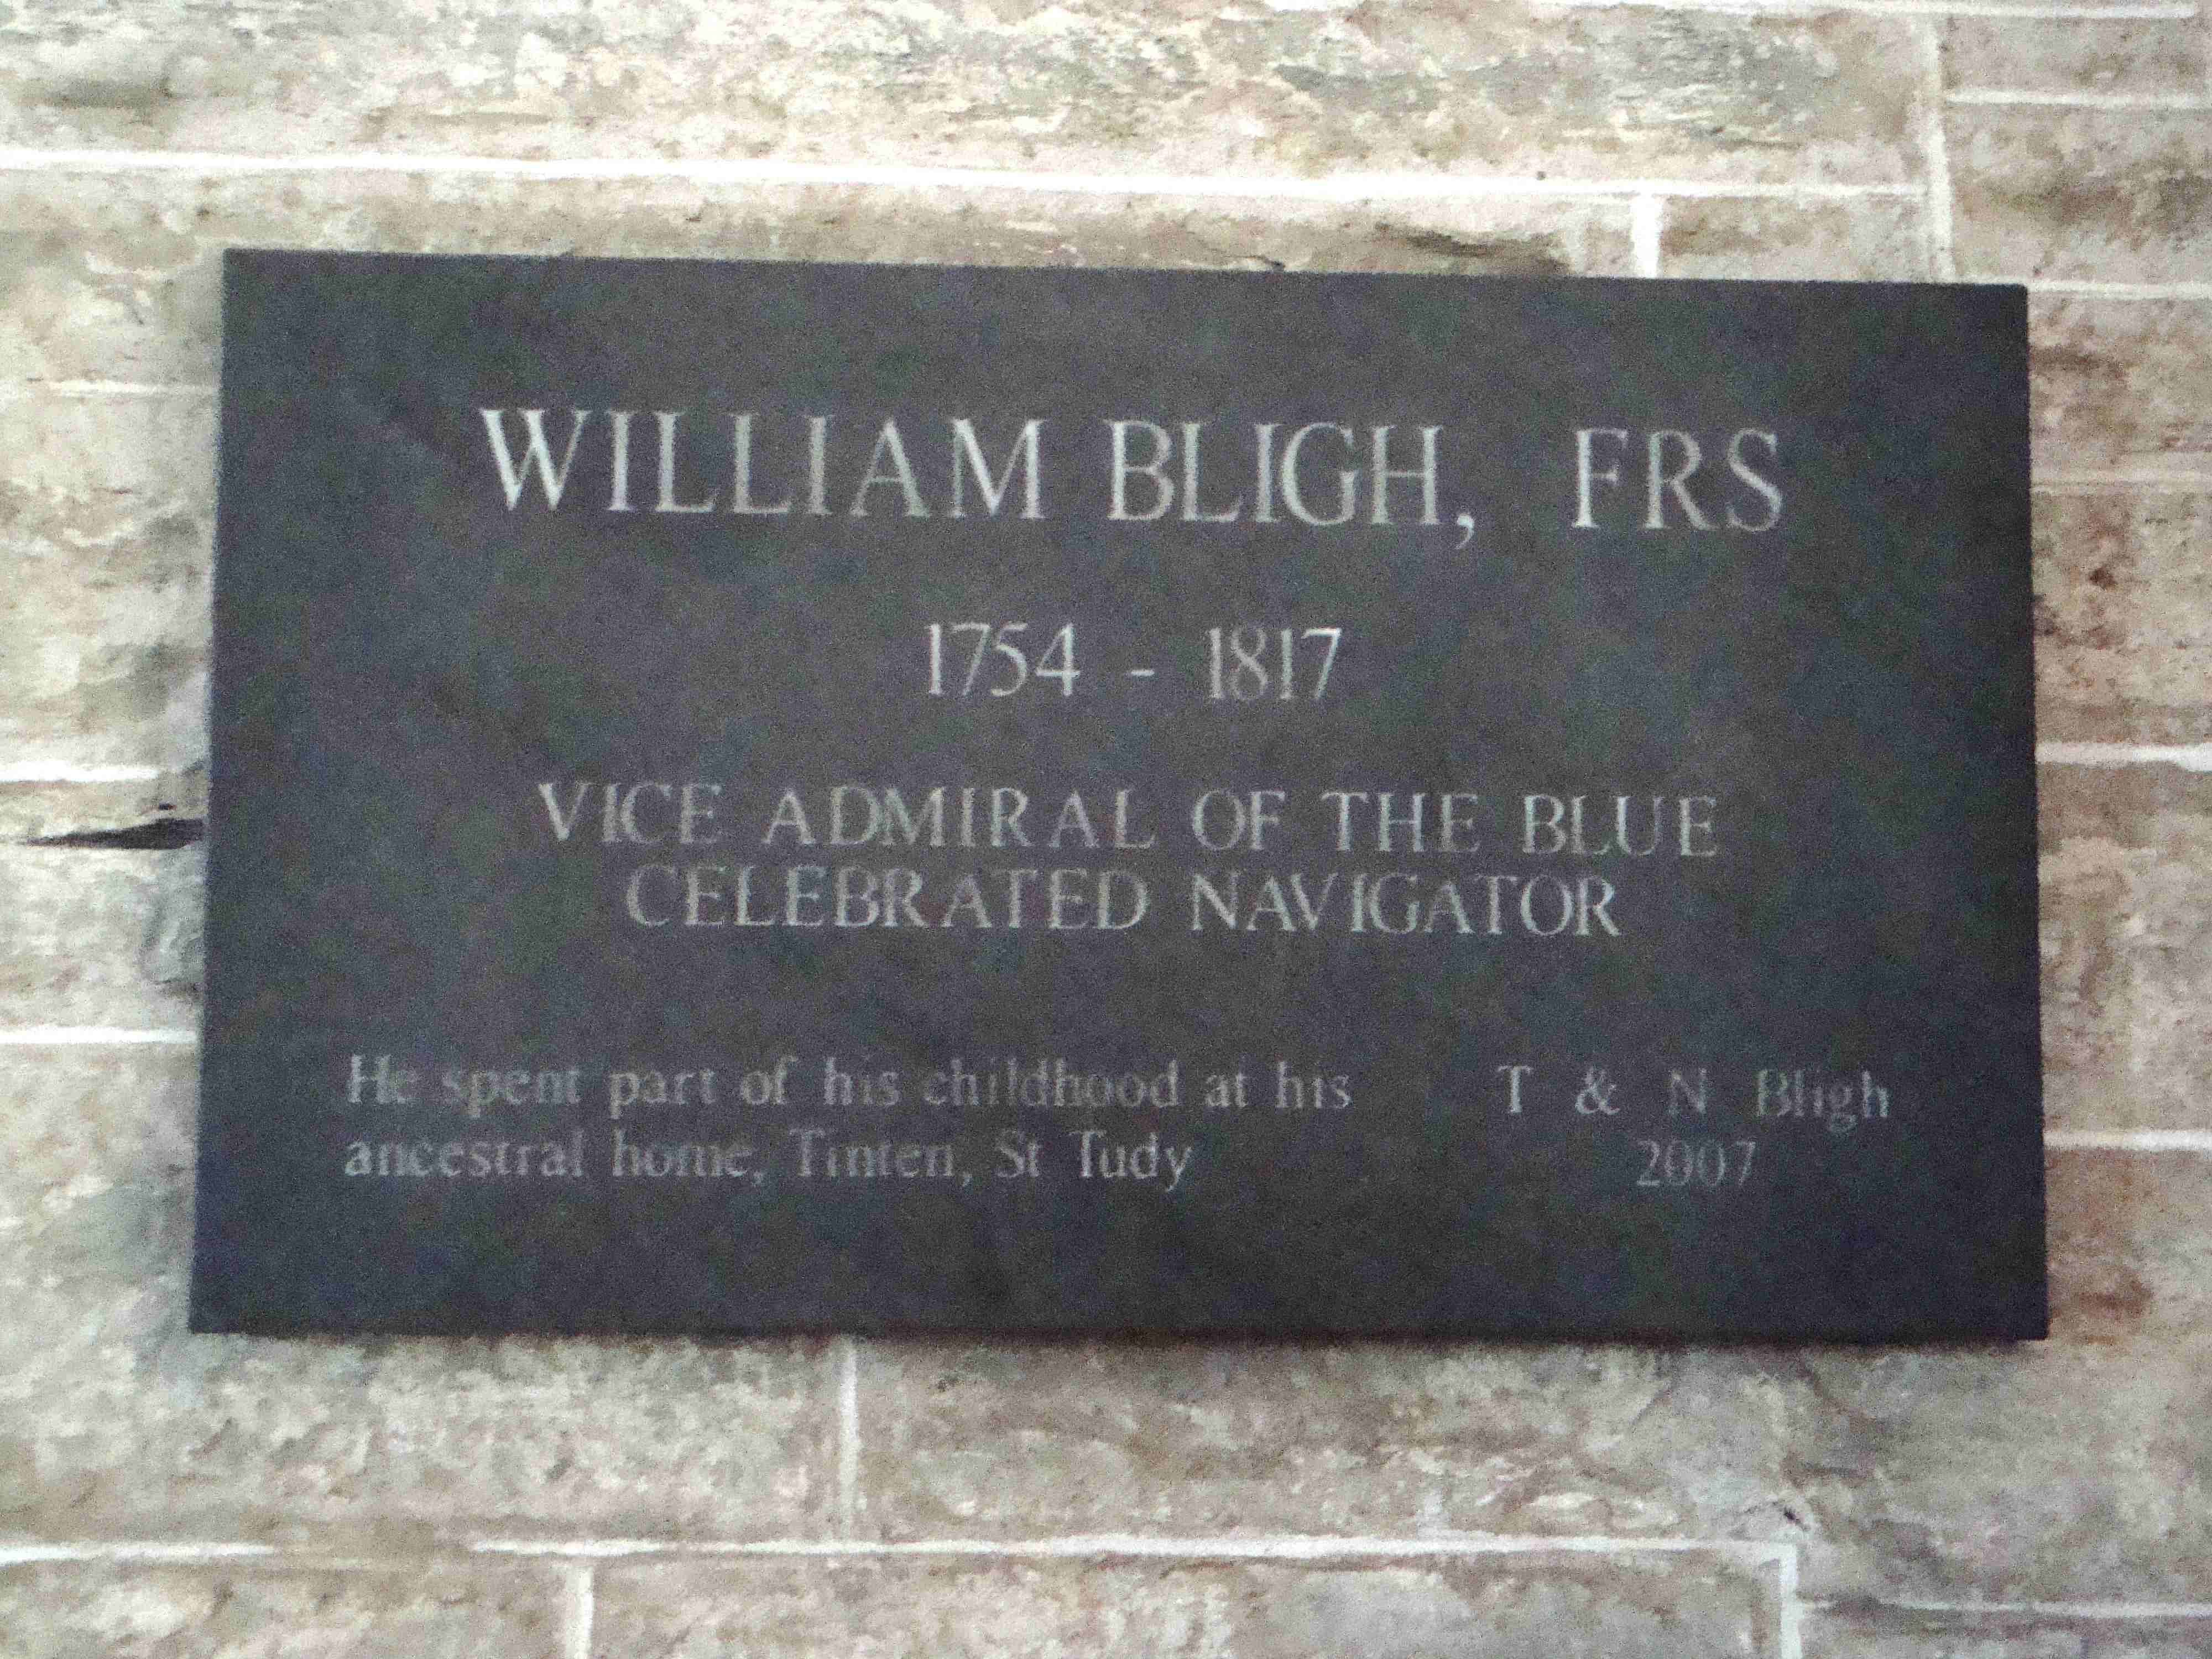 WILLIAM BLIGH, FRS
1754 - 1817
VICE ADMIRAL OF THE BLUE
CELEBRATED NAVIGATOR
He spent part of his childhood at his
ancestral home, Tinten, St Tudy
T & N Bligh
2007